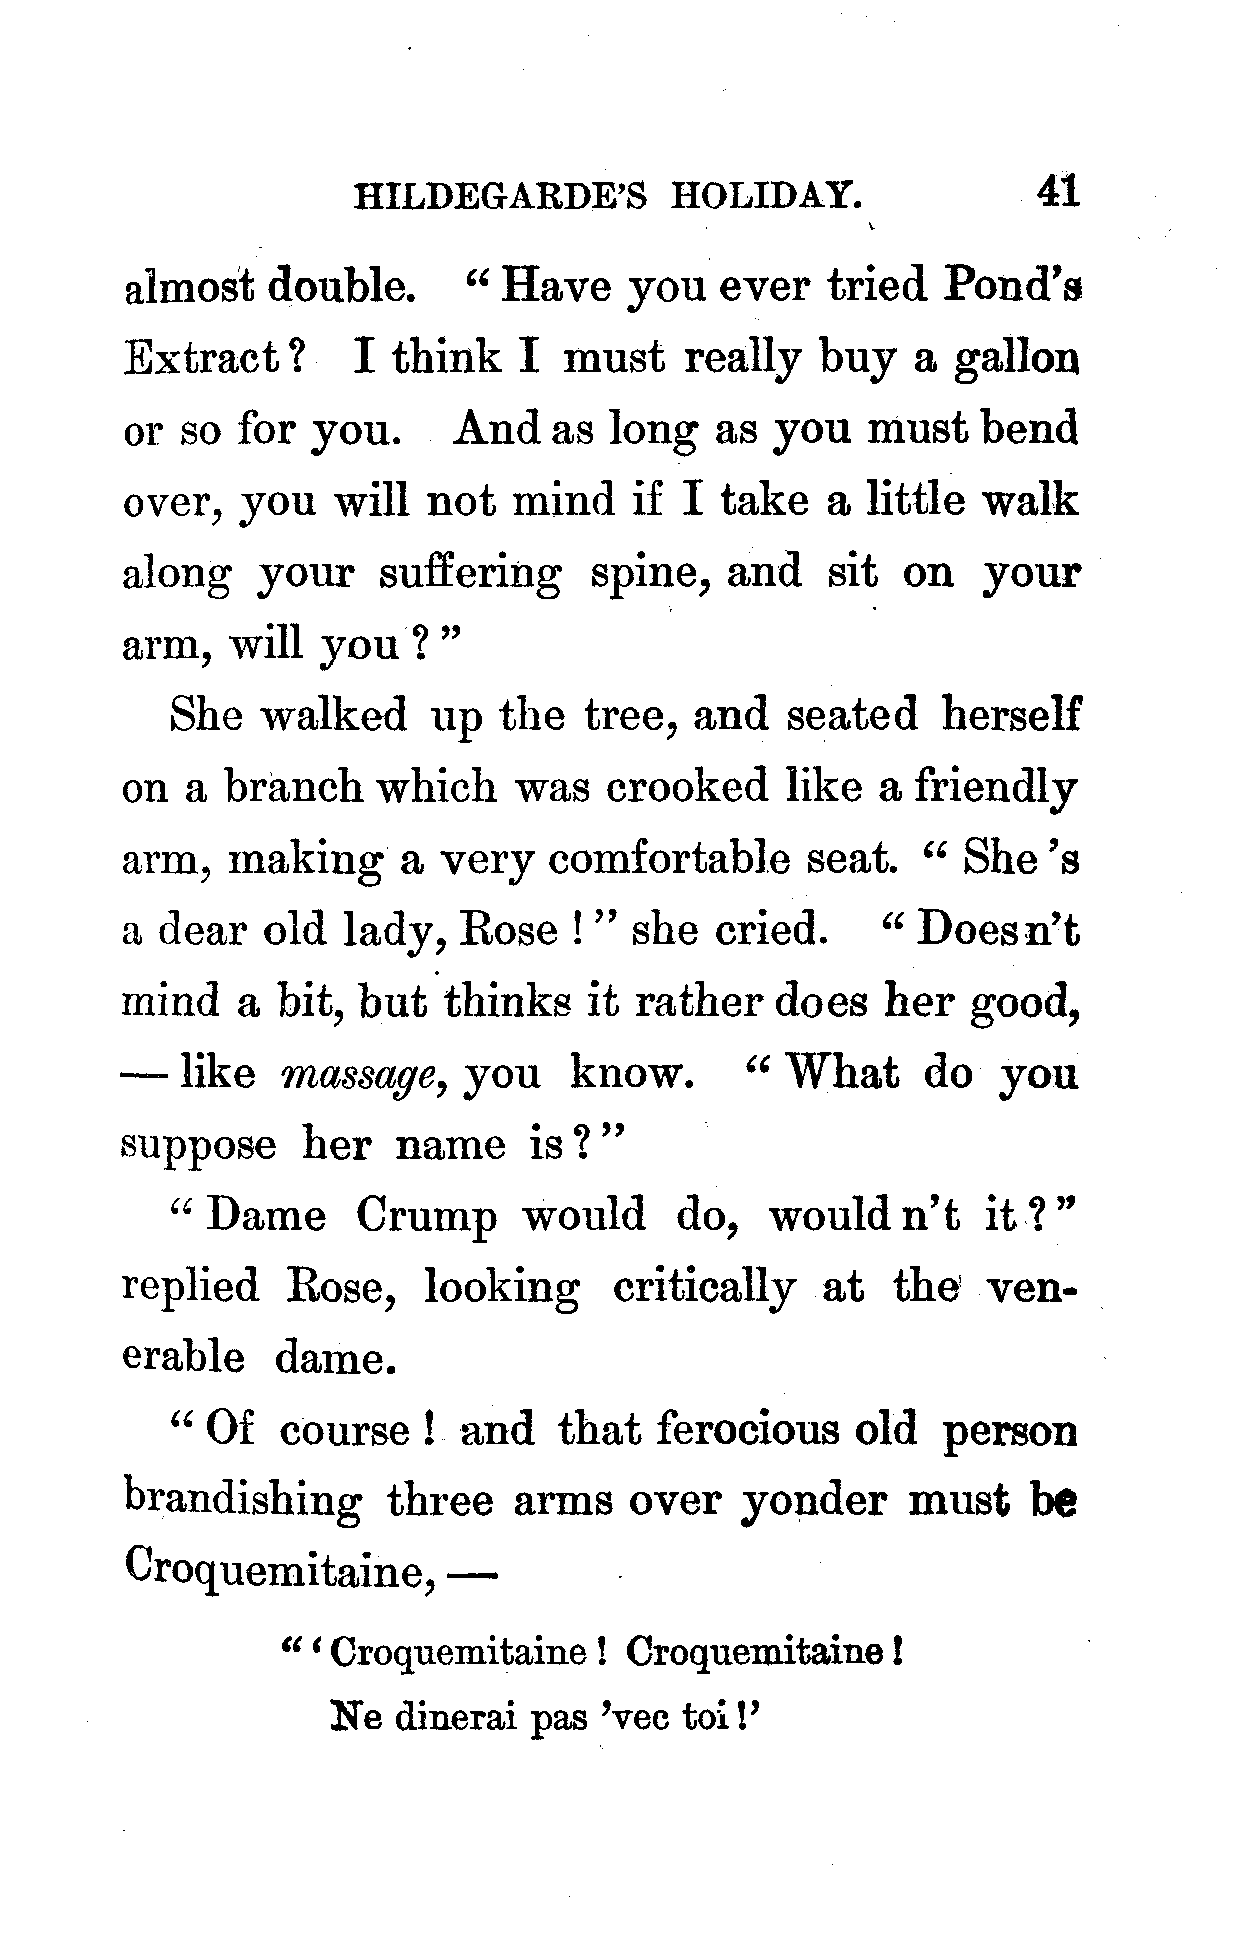 HILDEGARDE'S HOLIDAY. 41
almost double. “ Have you ever tried Pond's
Extract ? I think I must really buy a gallon
or so for you. And as long as you must bend
over, you will not mind if I take a little walk
along your suffering spine, and sit on your
arm, will you ? ”
She walked up the tree, and seated herself
on a branch which was crooked like a friendly
arm, making a very comfortable seat. “ She 's
a dear old lady, Rose ! ” she cried. “ Doesn't
mind a bit, but thinks it rather does her good,
— like massage, you know. “ What do you
suppose her name is ? ”
“ Dame Crump would do, would n't it ? ”
replied Rose, looking critically at the ven-
erable dame.
“ Of course ! and that ferocious old person
brandishing three arms over yonder must be
Croquemitaine, —
“ ‘ Croquemitaine ! Croquemitaine !
Ne dinerai pas 'vec toi !’